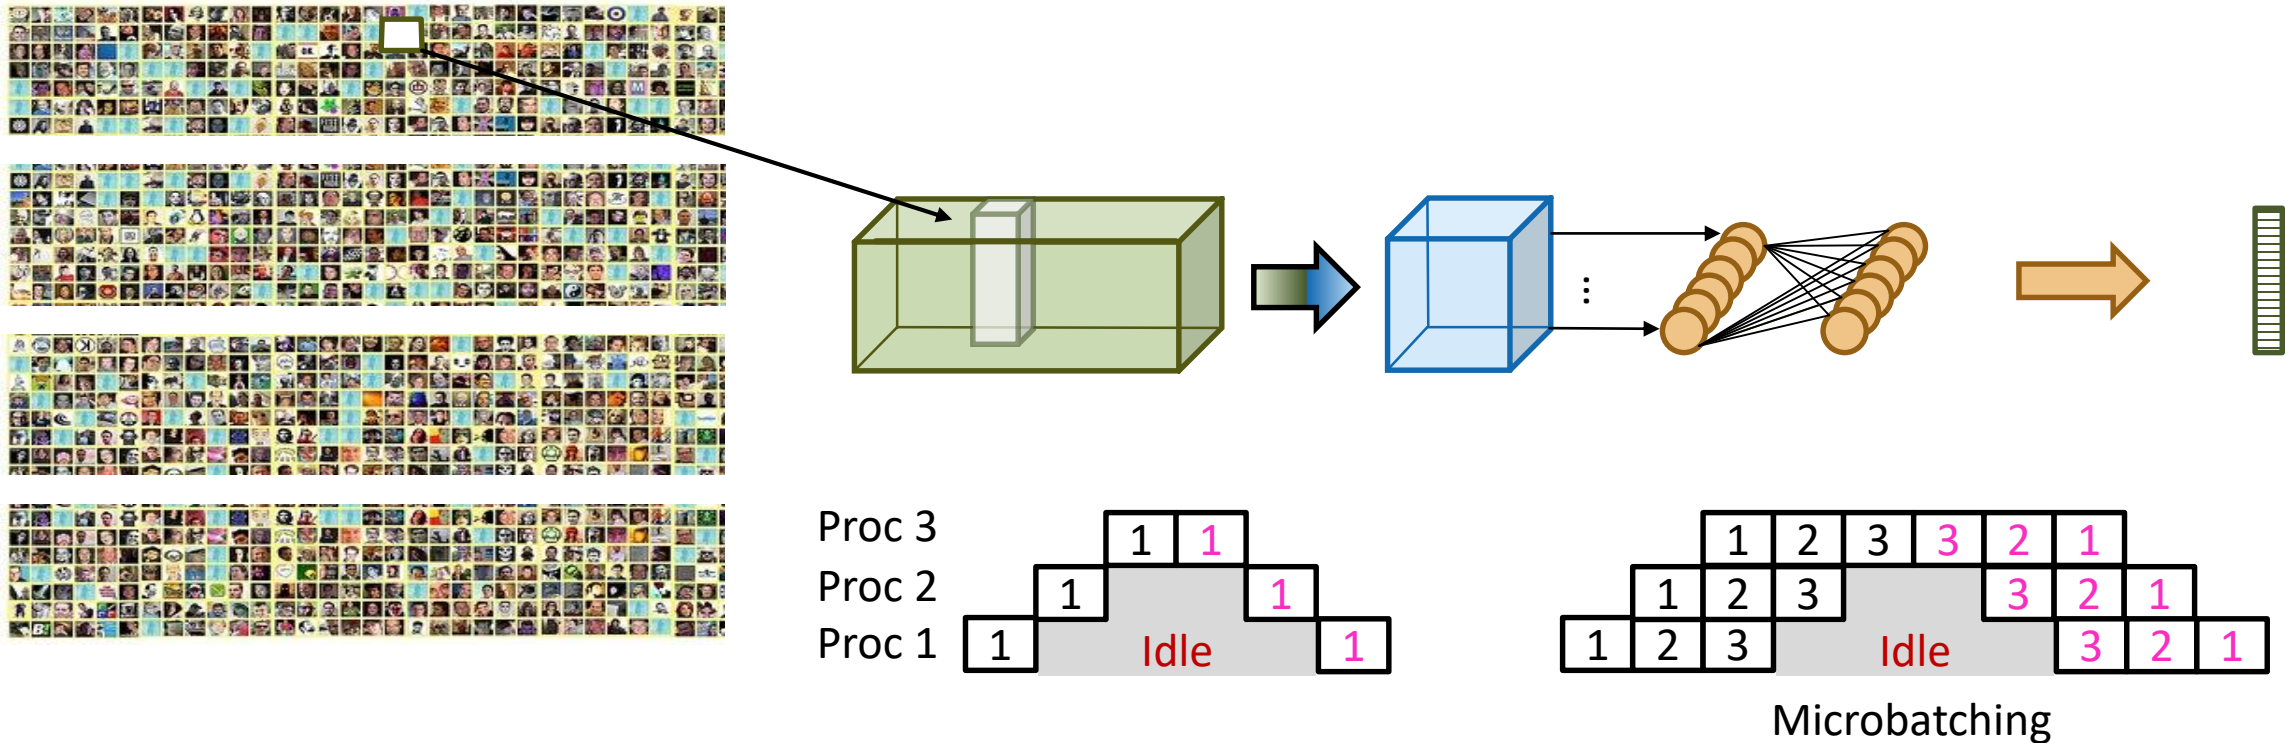 ⋮
Proc 3 1 1 1 2 3 3 2 1
Proc 2 1 1 1 2 3 3 2 1
Proc 1 1 Idle 1 1 2 3 Idle 3 2 1
Microbatching